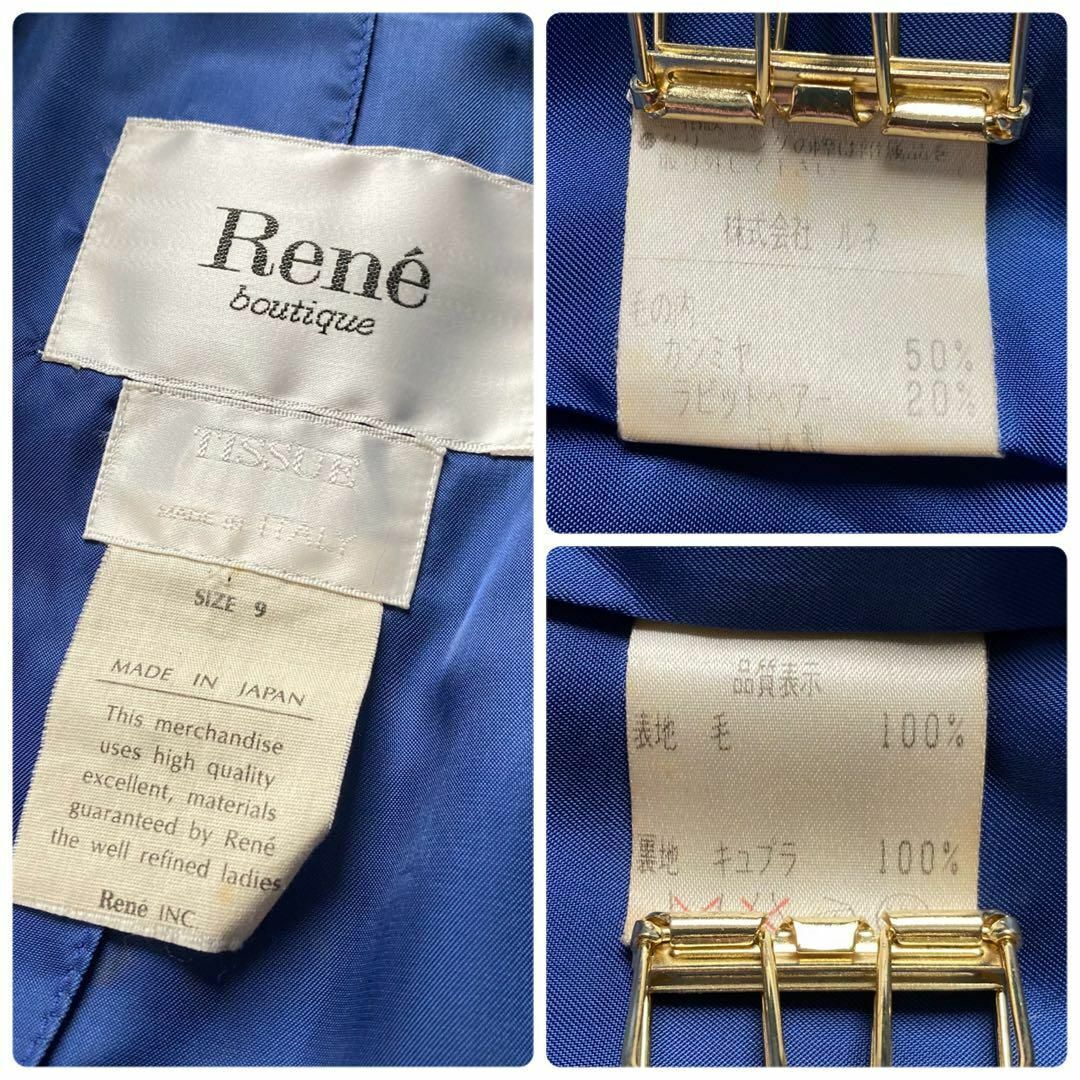 René
boutique
TISSUE
MADE IN ITALY
SIZE 9
MADE IN JAPAN
This merchandise
uses high quality
excellent, materials
guaranteed by René
the well refined ladies
René INC
株式会社 ルネ
毛の内
カシミヤ 50%
ラビットヘアー 20%
日本製
品質表示
表地 毛 100%
裏地 キュプラ 100%